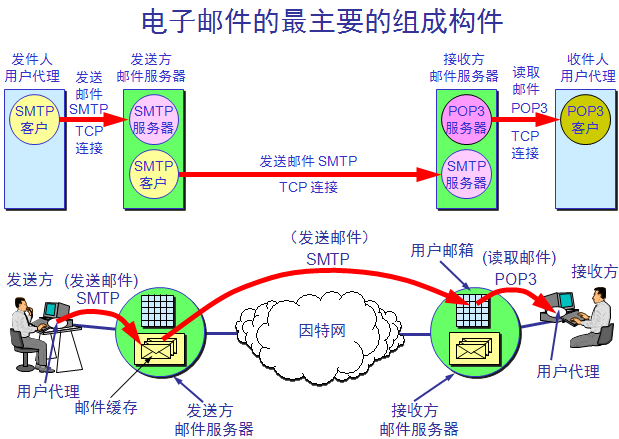 电子邮件的最主要的组成构件
发件人
用户代理
发送方
邮件服务器
接收方
邮件服务器
收件人
用户代理
发送
邮件
SMTP
TCP
连接
读取
邮件
POP3
TCP
连接
SMTP
客户
SMTP
服务器
SMTP
客户
POP3
服务器
SMTP
服务器
POP3
客户
发送邮件 SMTP
TCP 连接
(发送邮件)
SMTP
用户邮箱
(读取邮件)
POP3
发送方
(发送邮件)
SMTP
接收方
因特网
用户代理
邮件缓存
发送方
邮件服务器
接收方
邮件服务器
用户代理